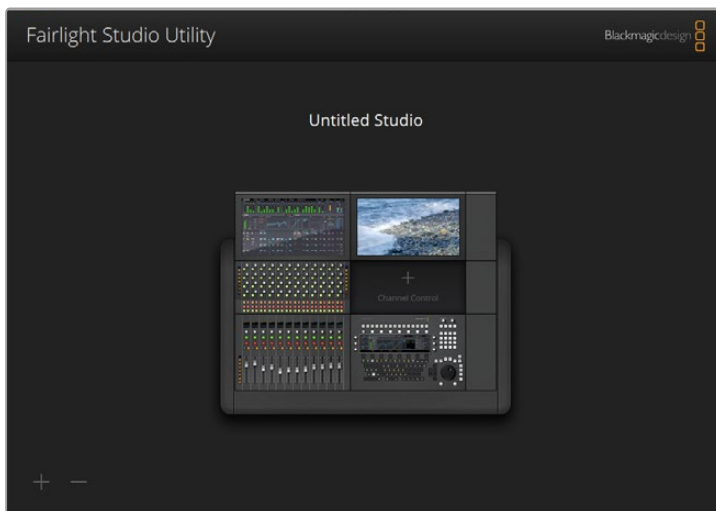 Fairlight Studio Utility
Blackmagicdesign
Untitled Studio
+
Channel Control
+ −